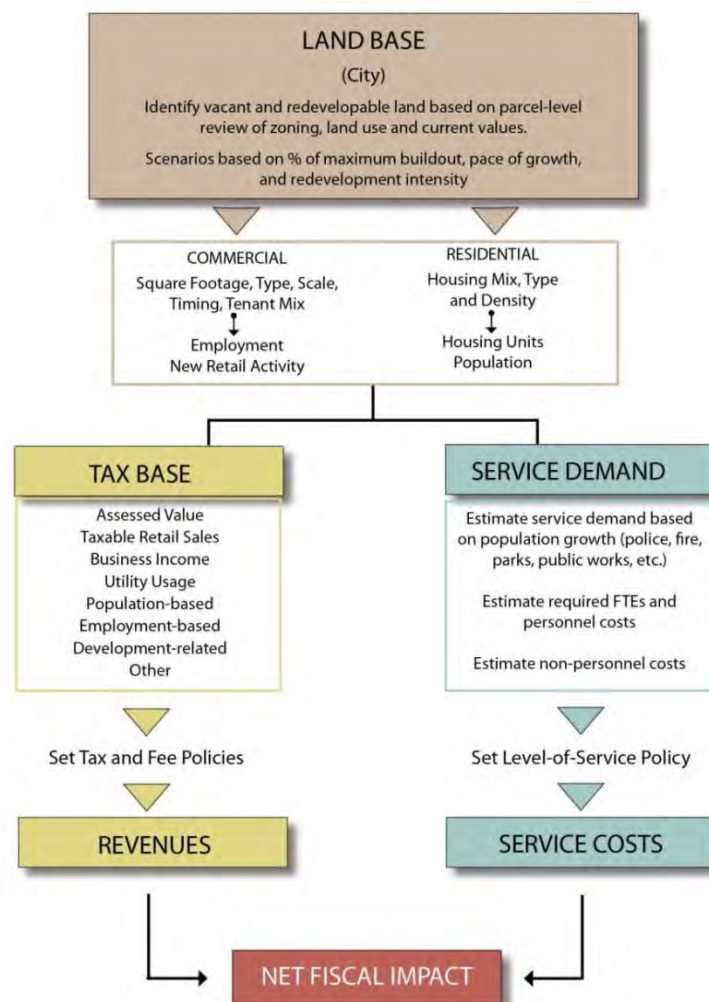 LAND BASE
(City)
Identify vacant and redevelopable land based on parcel-level
review of zoning, land use and current values.
Scenarios based on % of maximum buildout, pace of growth,
and redevelopment intensity
COMMERCIAL
Square Footage, Type, Scale,
Timing, Tenant Mix
Employment
New Retail Activity
RESIDENTIAL
Housing Mix, Type
and Density
Housing Units
Population
TAX BASE
Assessed Value
Taxable Retail Sales
Business Income
Utility Usage
Population-based
Employment-based
Development-related
Other
Set Tax and Fee Policies
REVENUES
SERVICE DEMAND
Estimate service demand based
on population growth (police, fire,
parks, public works, etc.)
Estimate required FTEs and
personnel costs
Estimate non-personnel costs
Set Level-of-Service Policy
SERVICE COSTS
NET FISCAL IMPACT